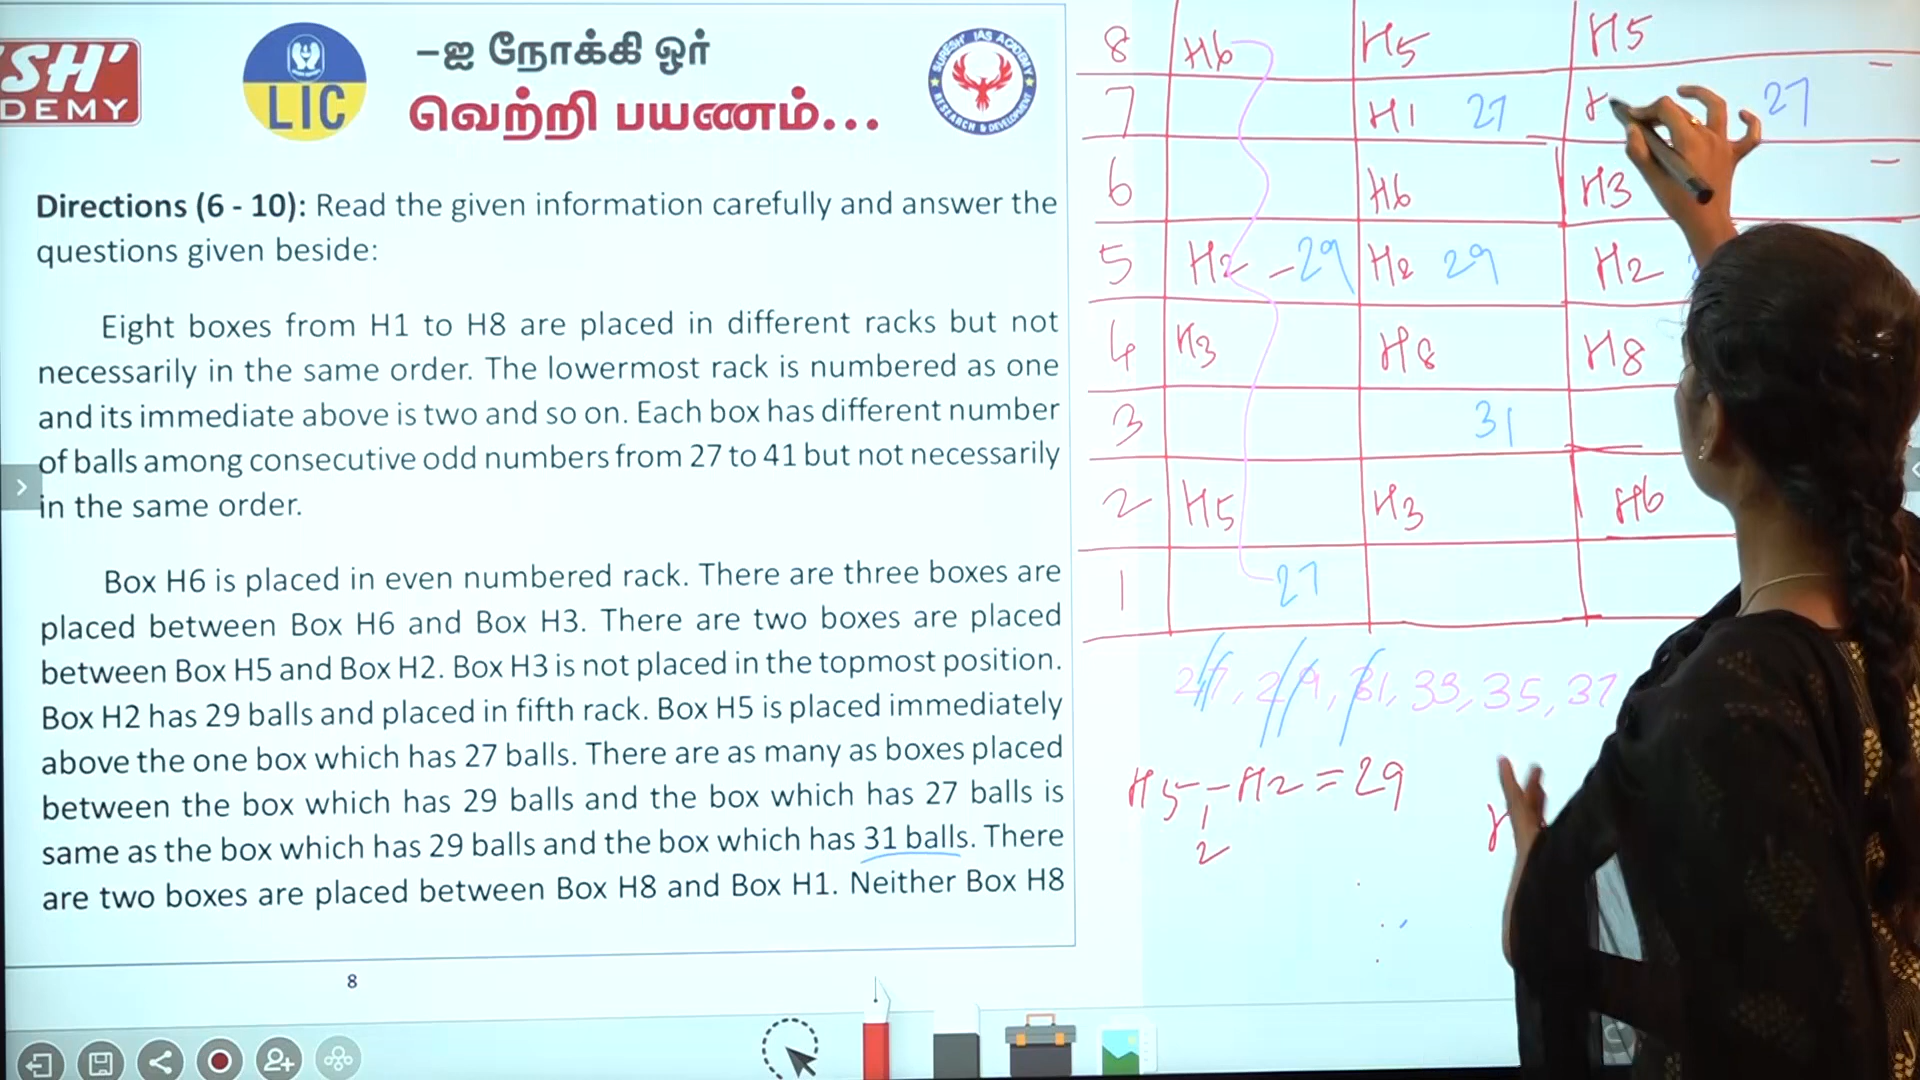 SH'
DEMY
LIC
–ஐ நோக்கி ஓர்
வெற்றி பயணம்...
SURESH' IAS ACADEMY
RESEARCH & DEVELOPMENT
Directions (6 - 10): Read the given information carefully and answer the
questions given beside:
Eight boxes from H1 to H8 are placed in different racks but not
necessarily in the same order. The lowermost rack is numbered as one
and its immediate above is two and so on. Each box has different number
of balls among consecutive odd numbers from 27 to 41 but not necessarily
in the same order.
Box H6 is placed in even numbered rack. There are three boxes are
placed between Box H6 and Box H3. There are two boxes are placed
between Box H5 and Box H2. Box H3 is not placed in the topmost position.
Box H2 has 29 balls and placed in fifth rack. Box H5 is placed immediately
above the one box which has 27 balls. There are as many as boxes placed
between the box which has 29 balls and the box which has 27 balls is
same as the box which has 29 balls and the box which has 31 balls. There
are two boxes are placed between Box H8 and Box H1. Neither Box H8
8
8 H6 H5 H5
7 H1 27 27
6 H6 H3
5 H2 - 29 H2 29 H2
4 H3 H8 H8
3 31
2 H5 H3 H6
1 27
27, 29, 31, 33, 35, 37
H5 - H2 = 29
2